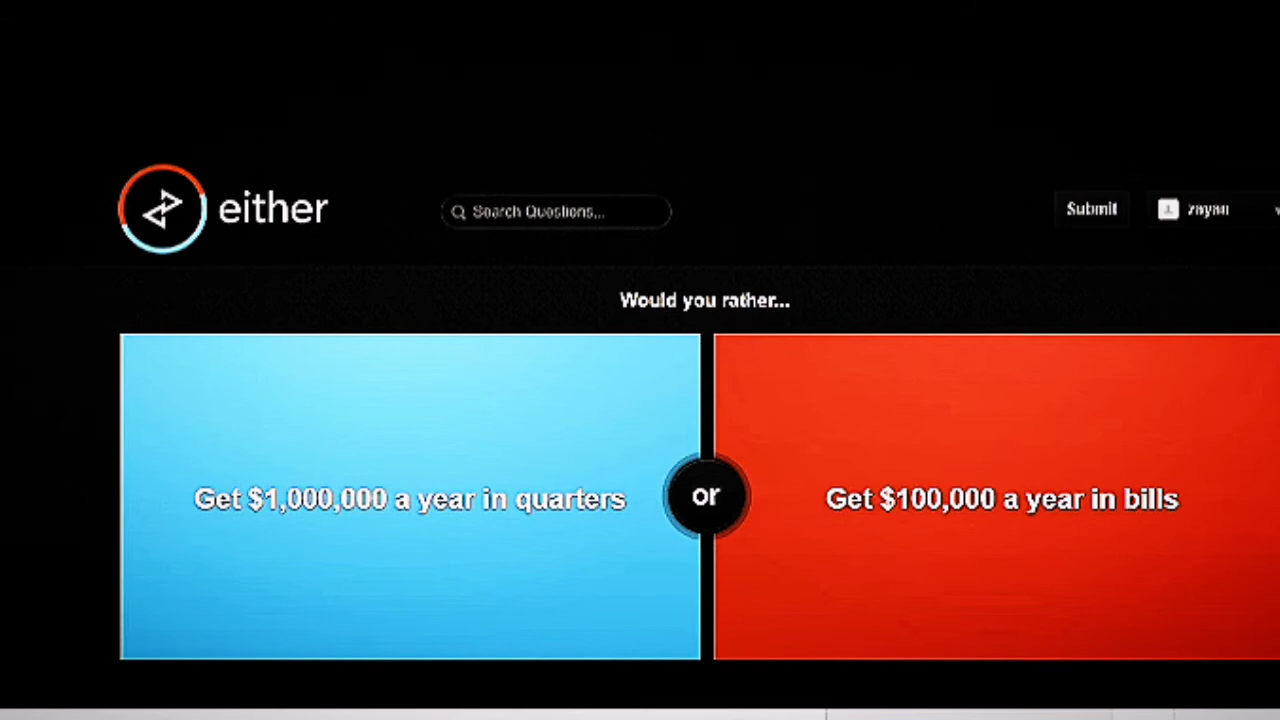 either
Search Questions...
Submit
zayan
Would you rather...
Get $1,000,000 a year in quarters
or
Get $100,000 a year in bills